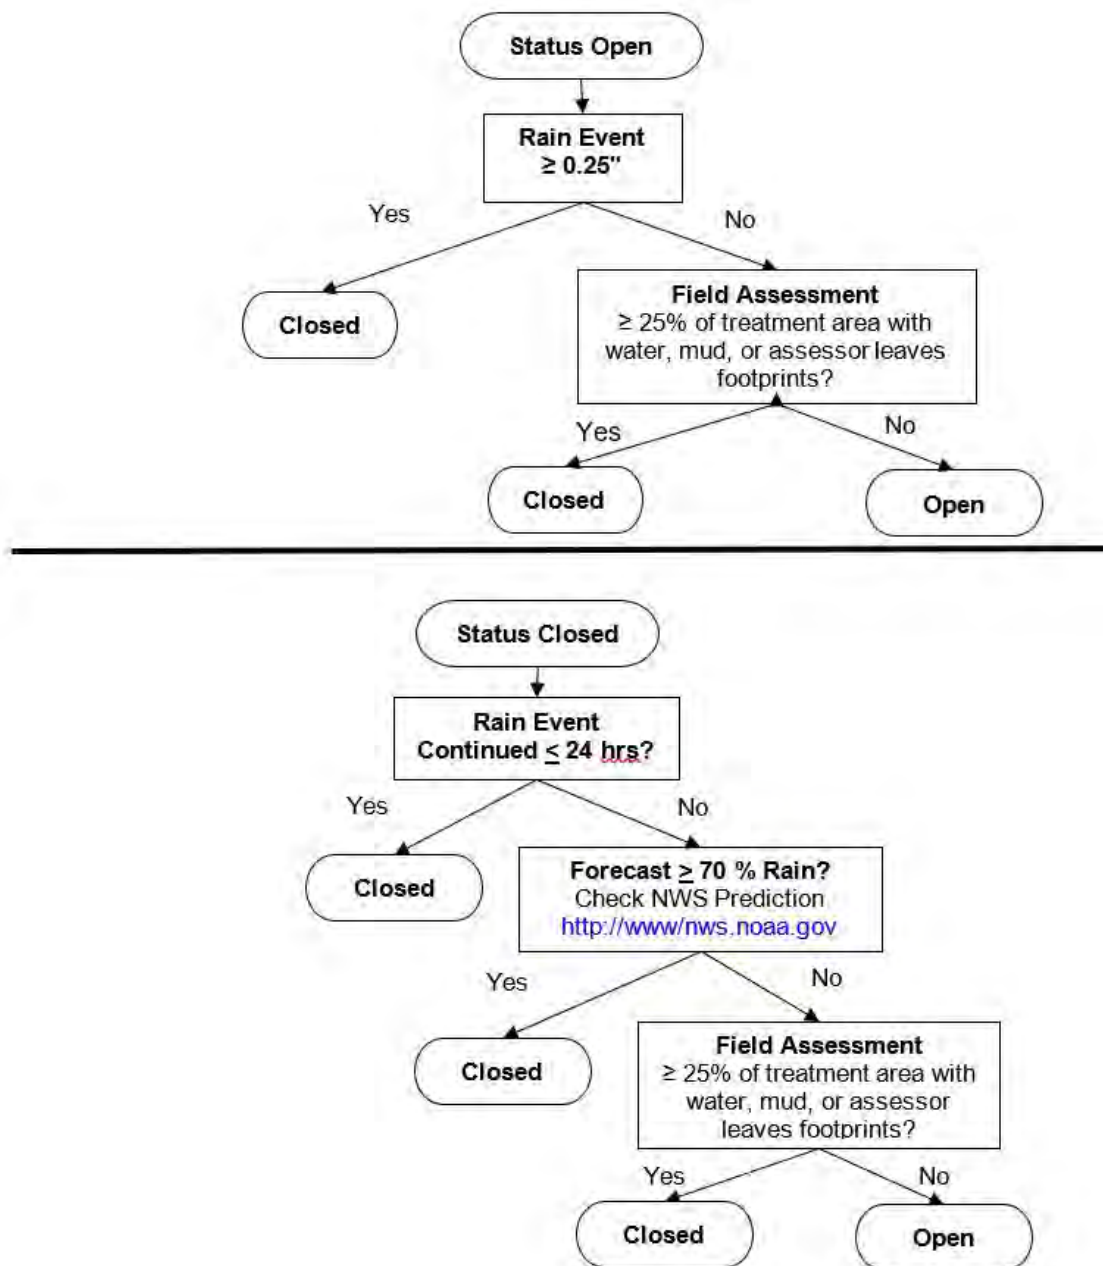 Status Open
Rain Event
≥ 0.25"
Yes
No
Closed
Field Assessment
≥ 25% of treatment area with
water, mud, or assessor leaves
footprints?
Yes
No
Closed
Open
Status Closed
Rain Event
Continued ≤ 24 hrs?
Yes
No
Closed
Forecast ≥ 70 % Rain?
Check NWS Prediction
http://www/nws.noaa.gov
Yes
No
Closed
Field Assessment
≥ 25% of treatment area with
water, mud, or assessor
leaves footprints?
Yes
No
Closed
Open